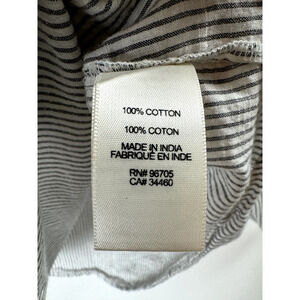 100% COTTON
100% COTON
MADE IN INDIA
FABRIQUÉ EN INDE
RN# 96705
CA# 34460